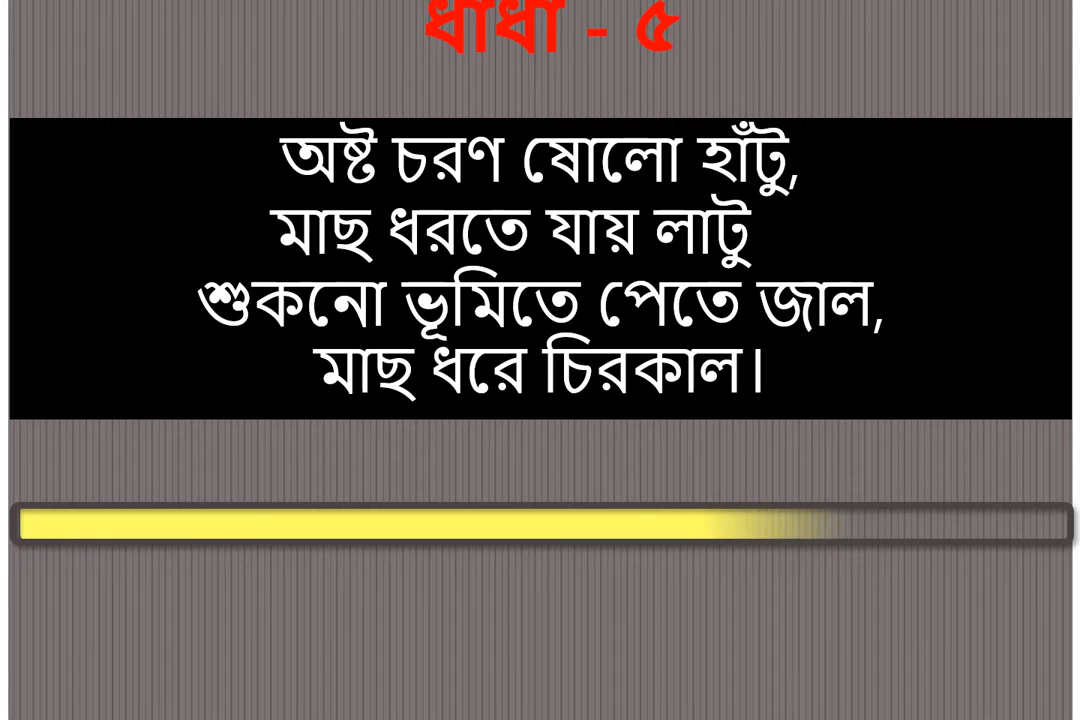 ধাঁধা - ৫
অষ্ট চরণ ষোলো হাঁটু,
মাছ ধরতে যায় লাটু
শুকনো ভূমিতে পেতে জাল,
মাছ ধরে চিরকাল।